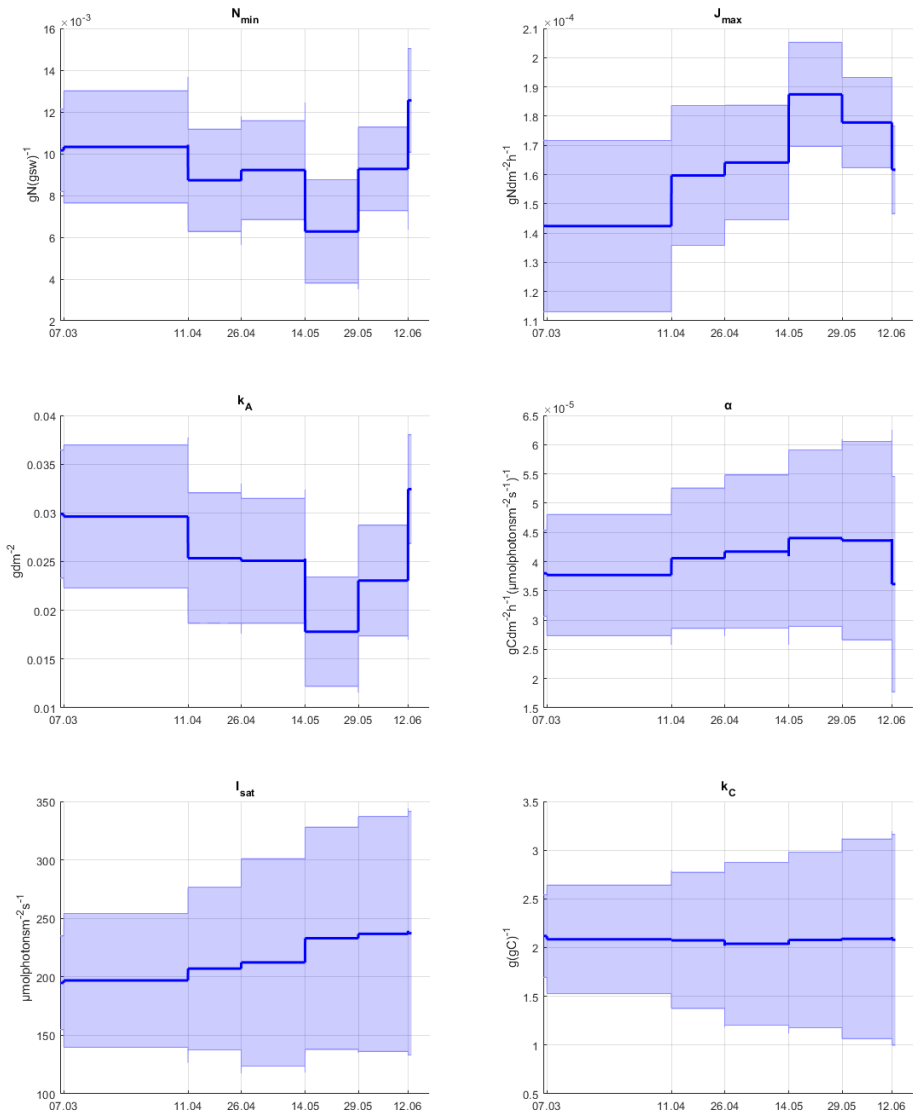 N_min
×10^-3
gN(gsw)^-1
16
14
12
10
8
6
4
2
07.03 11.04 26.04 14.05 29.05 12.06
J_max
×10^-4
gNdm^-2h^-1
2.1
2
1.9
1.8
1.7
1.6
1.5
1.4
1.3
1.2
1.1
07.03 11.04 26.04 14.05 29.05 12.06
k_A
gdm^-2
0.04
0.035
0.03
0.025
0.02
0.015
0.01
07.03 11.04 26.04 14.05 29.05 12.06
α
×10^-5
gCdm^-2h^-1(μmolphotonsm^-2s^-1)^-1
6.5
6
5.5
5
4.5
4
3.5
3
2.5
2
1.5
07.03 11.04 26.04 14.05 29.05 12.06
I_sat
μmolphotonsm^-2s^-1
350
300
250
200
150
100
07.03 11.04 26.04 14.05 29.05 12.06
k_C
g(gC)^-1
3.5
3
2.5
2
1.5
1
0.5
07.03 11.04 26.04 14.05 29.05 12.06